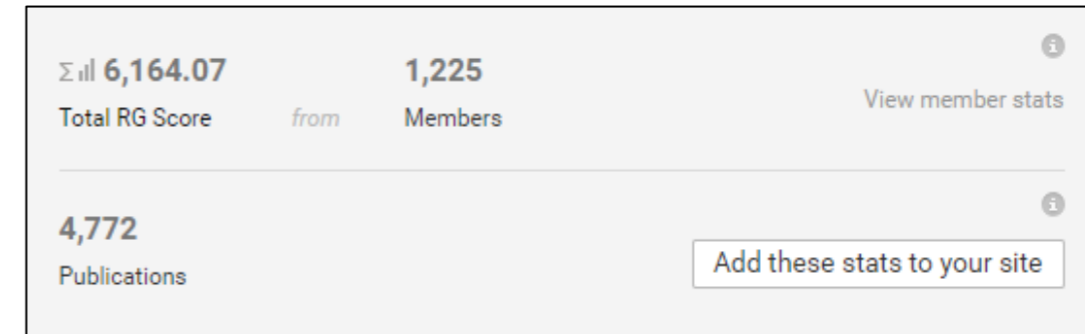 Σ 6,164.07 1,225
View member stats
Total RG Score from Members
4,772
Add these stats to your site
Publications